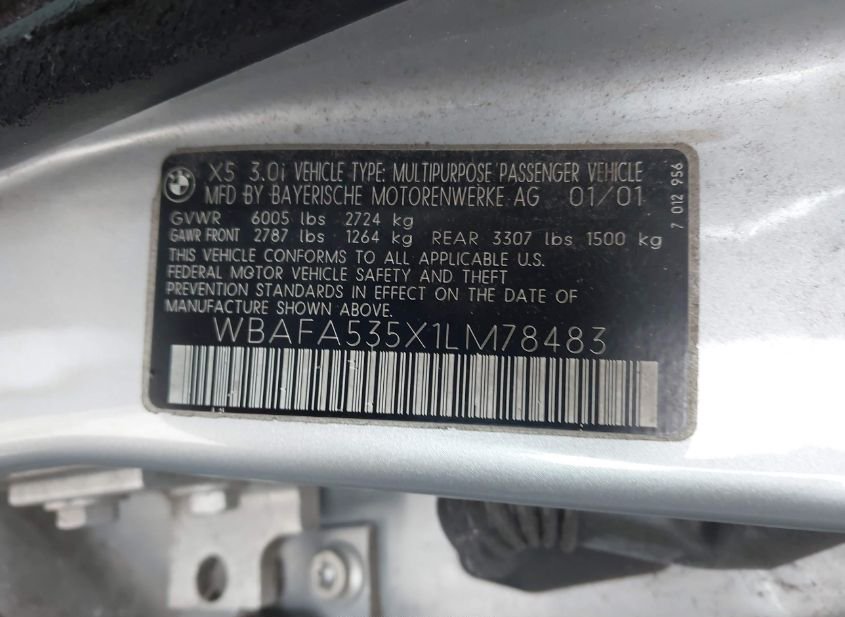 X5 3.0i VEHICLE TYPE: MULTIPURPOSE PASSENGER VEHICLE
MFD BY BAYERISCHE MOTORENWERKE AG 01/01
GVWR 6005 lbs 2724 kg
GAWR FRONT 2787 lbs 1264 kg REAR 3307 lbs 1500 kg
THIS VEHICLE CONFORMS TO ALL APPLICABLE U.S.
FEDERAL MOTOR VEHICLE SAFETY AND THEFT
PREVENTION STANDARDS IN EFFECT ON THE DATE OF
MANUFACTURE SHOWN ABOVE.
WBAFA535X1LM78483
7 012 956